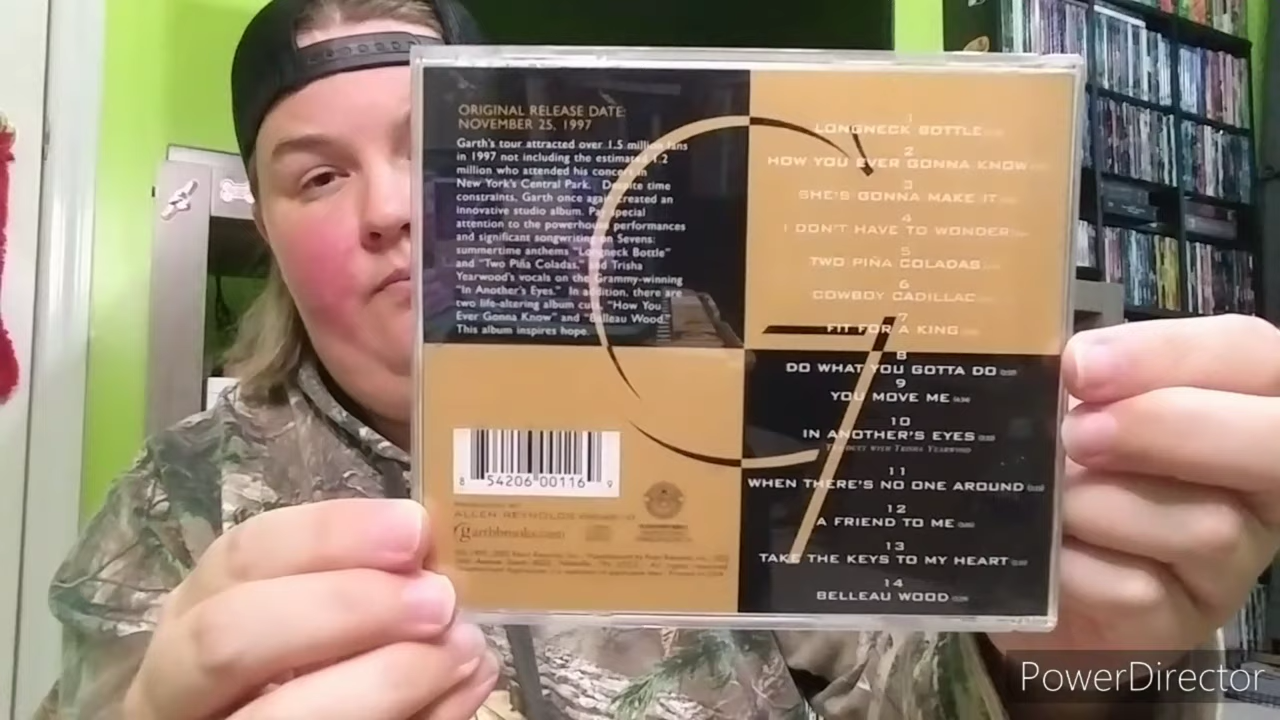 ORIGINAL RELEASE DATE:
NOVEMBER 25, 1997
Garth's tour attracted over 1.5 million fans
in 1997 not including the estimated 1.2
million who attended his concert in
New York's Central Park. Despite time
constraints, Garth once again created an
innovative studio album. Pay special
attention to the powerhouse performances
and significant songwriting on Sevens:
summertime anthems "Longneck Bottle"
and "Two Piña Coladas," and Trisha
Yearwood's vocals on the Grammy-winning
"In Another's Eyes." In addition, there are
two life-altering album cuts, "How You
Ever Gonna Know" and "Belleau Wood."
This album inspires hope.
8 54206 00116 9
ALLEN REYNOLDS
garthbrooks.com
1
LONGNECK BOTTLE
2
HOW YOU EVER GONNA KNOW
3
SHE'S GONNA MAKE IT
4
I DON'T HAVE TO WONDER
5
TWO PIÑA COLADAS
6
COWBOY CADILLAC
7
FIT FOR A KING
8
DO WHAT YOU GOTTA DO
9
YOU MOVE ME
10
IN ANOTHER'S EYES
DUET WITH TRISHA YEARWOOD
11
WHEN THERE'S NO ONE AROUND
12
A FRIEND TO ME
13
TAKE THE KEYS TO MY HEART
14
BELLEAU WOOD
7
PowerDirector